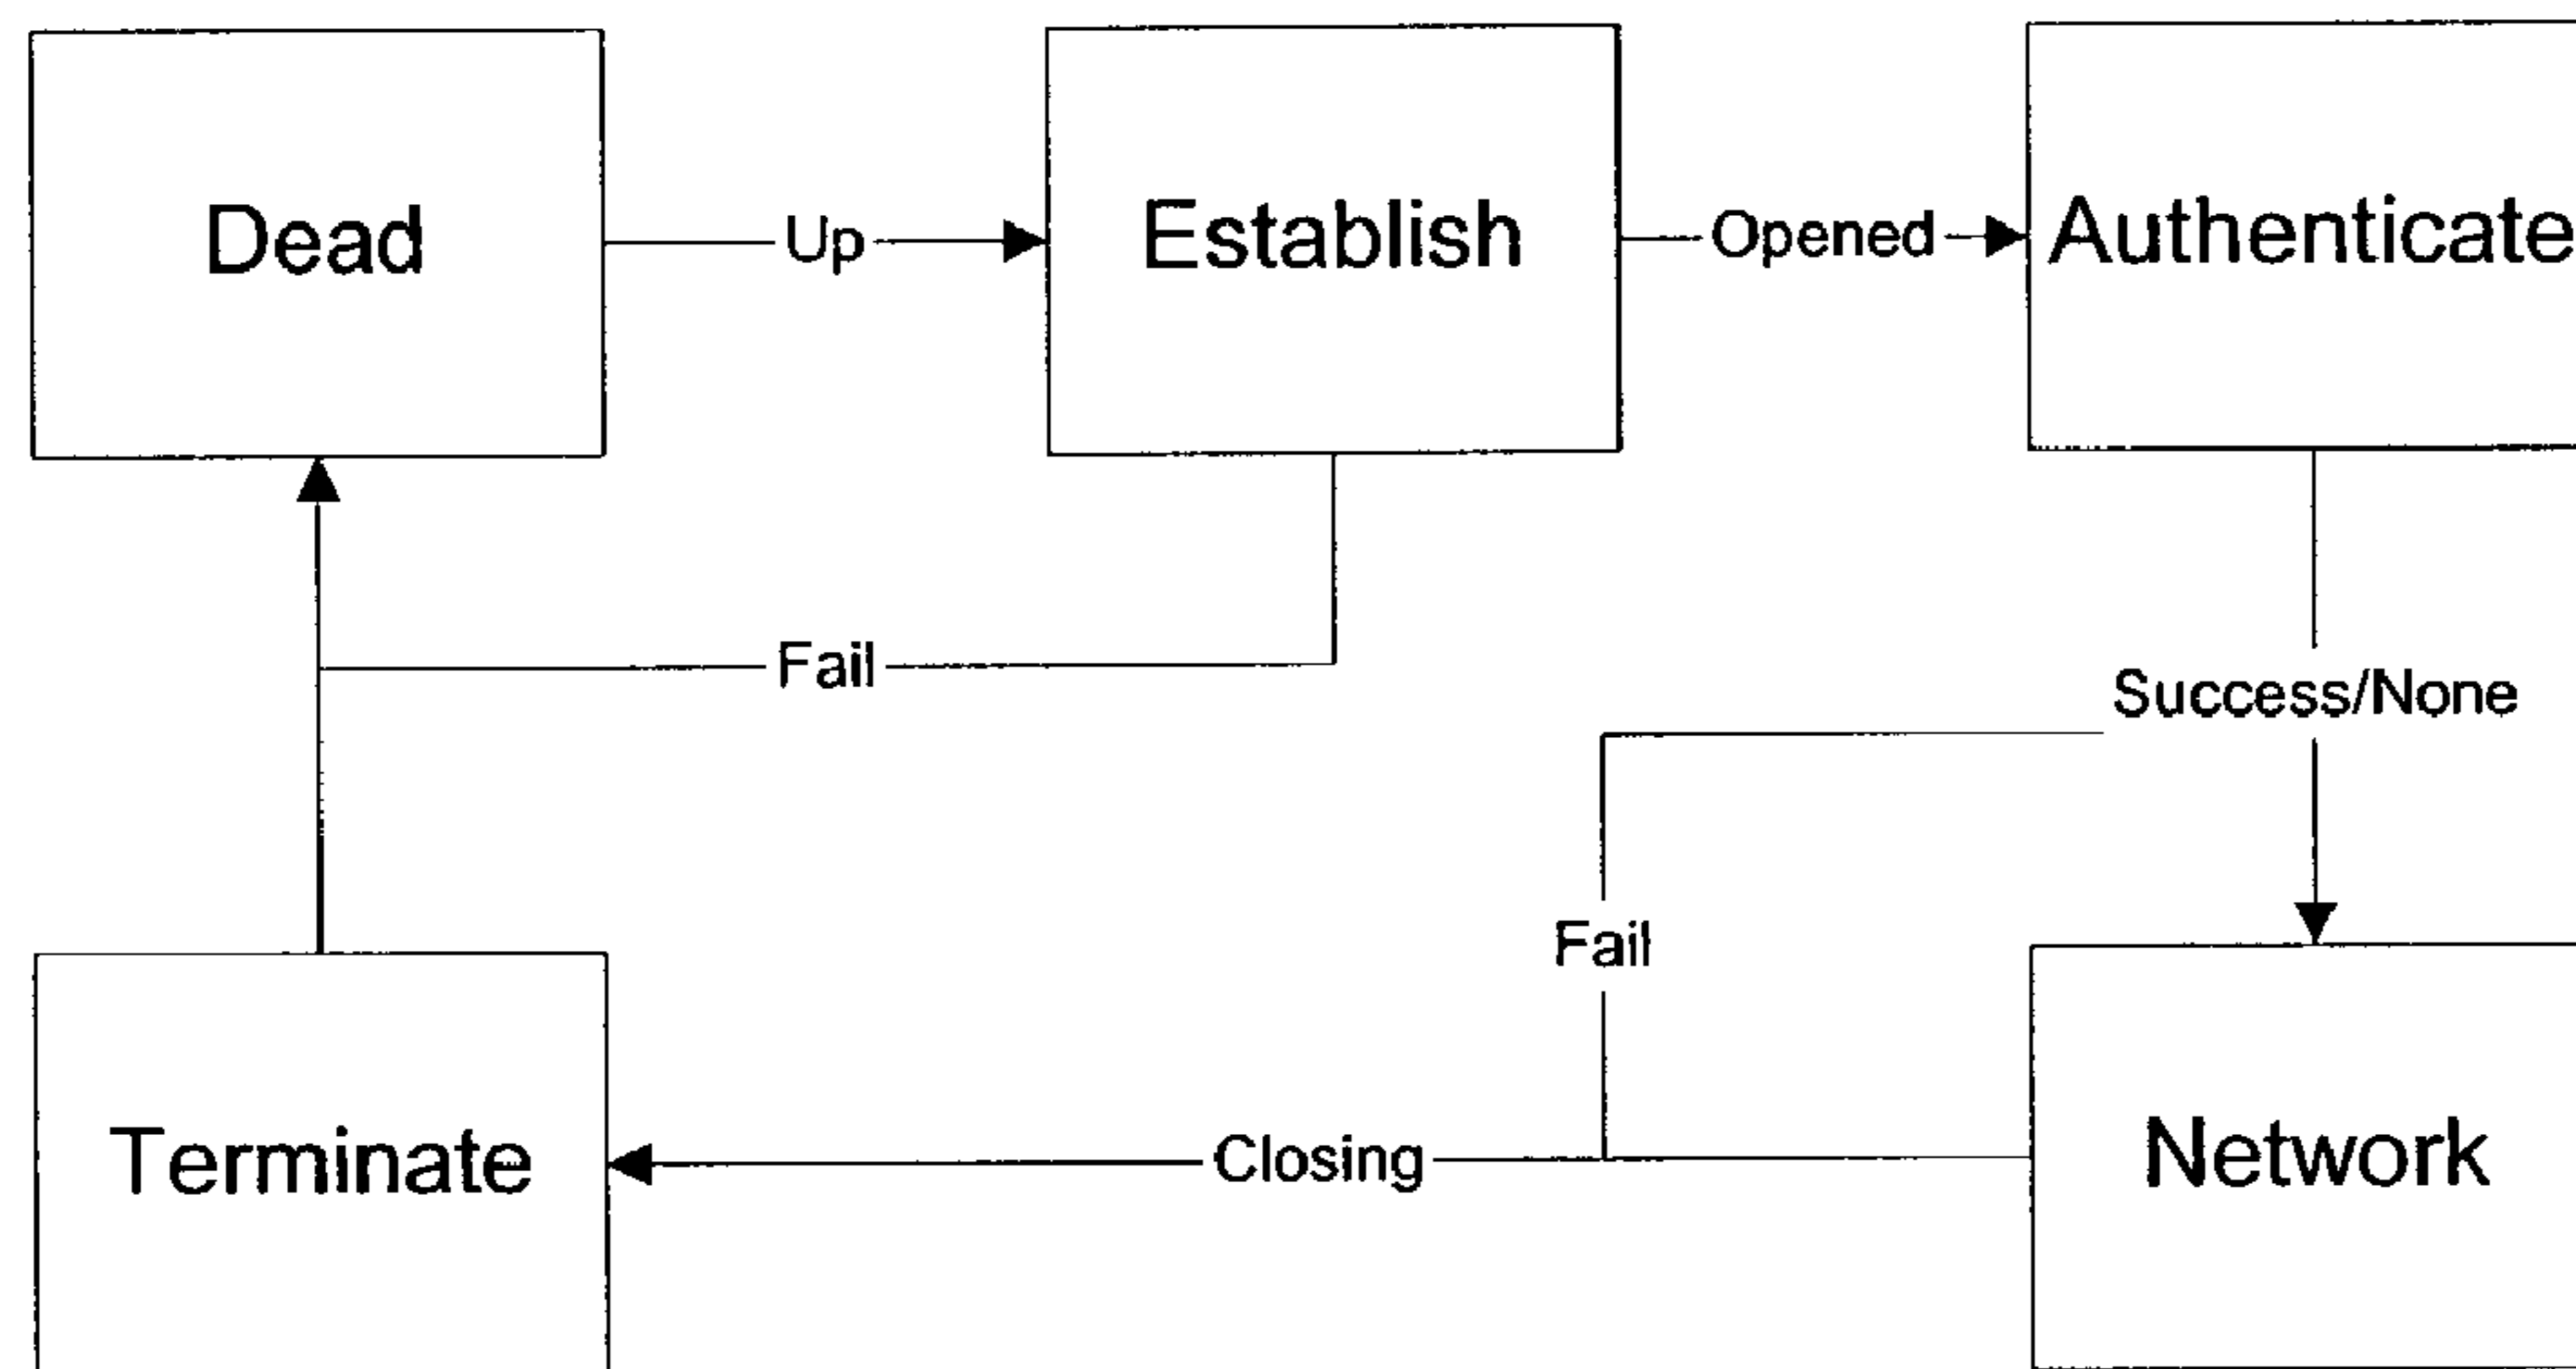 Dead
Up
Establish
Opened
Authenticate
Fail
Success/None
Fail
Terminate
Closing
Network